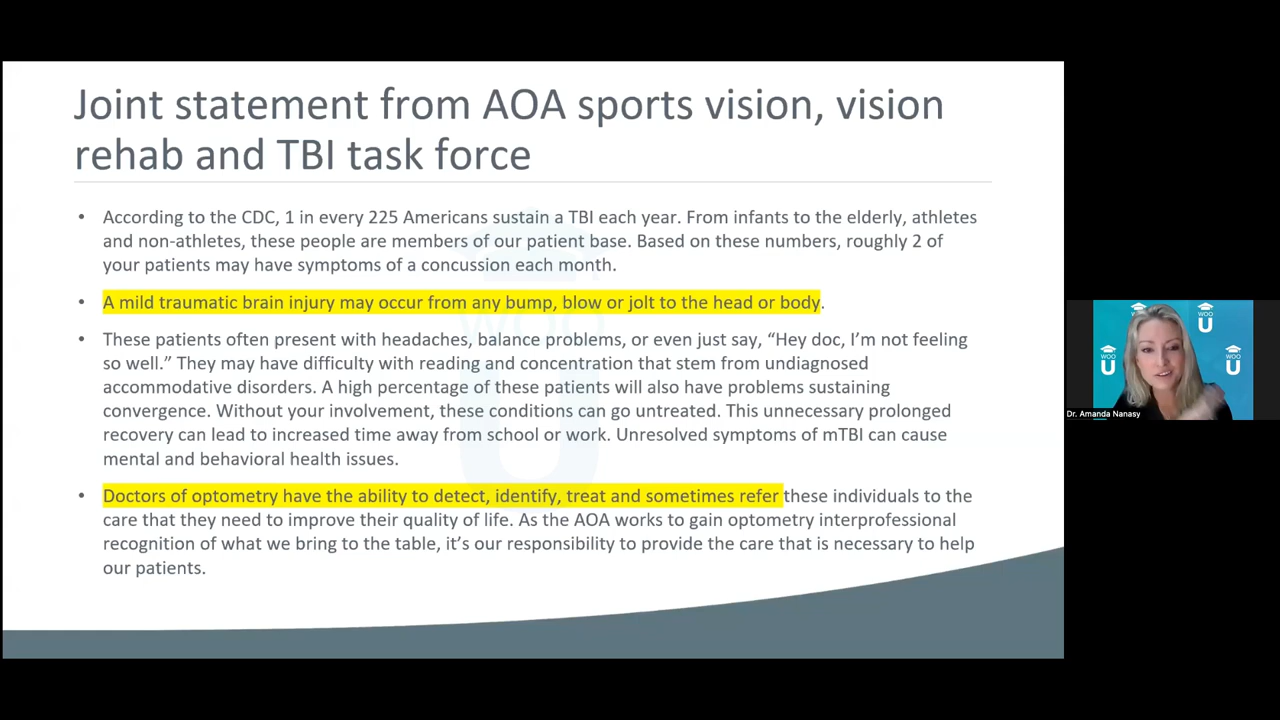 Joint statement from AOA sports vision, vision
rehab and TBI task force
• According to the CDC, 1 in every 225 Americans sustain a TBI each year. From infants to the elderly, athletes
and non-athletes, these people are members of our patient base. Based on these numbers, roughly 2 of
your patients may have symptoms of a concussion each month.
• A mild traumatic brain injury may occur from any bump, blow or jolt to the head or body.
• These patients often present with headaches, balance problems, or even just say, “Hey doc, I’m not feeling
so well.” They may have difficulty with reading and concentration that stem from undiagnosed
accommodative disorders. A high percentage of these patients will also have problems sustaining
convergence. Without your involvement, these conditions can go untreated. This unnecessary prolonged
recovery can lead to increased time away from school or work. Unresolved symptoms of mTBI can cause
mental and behavioral health issues.
• Doctors of optometry have the ability to detect, identify, treat and sometimes refer these individuals to the
care that they need to improve their quality of life. As the AOA works to gain optometry interprofessional
recognition of what we bring to the table, it’s our responsibility to provide the care that is necessary to help
our patients.
WOO
U
WOO
U
WOO
U
WOO
U
Dr. Amanda Nanasy